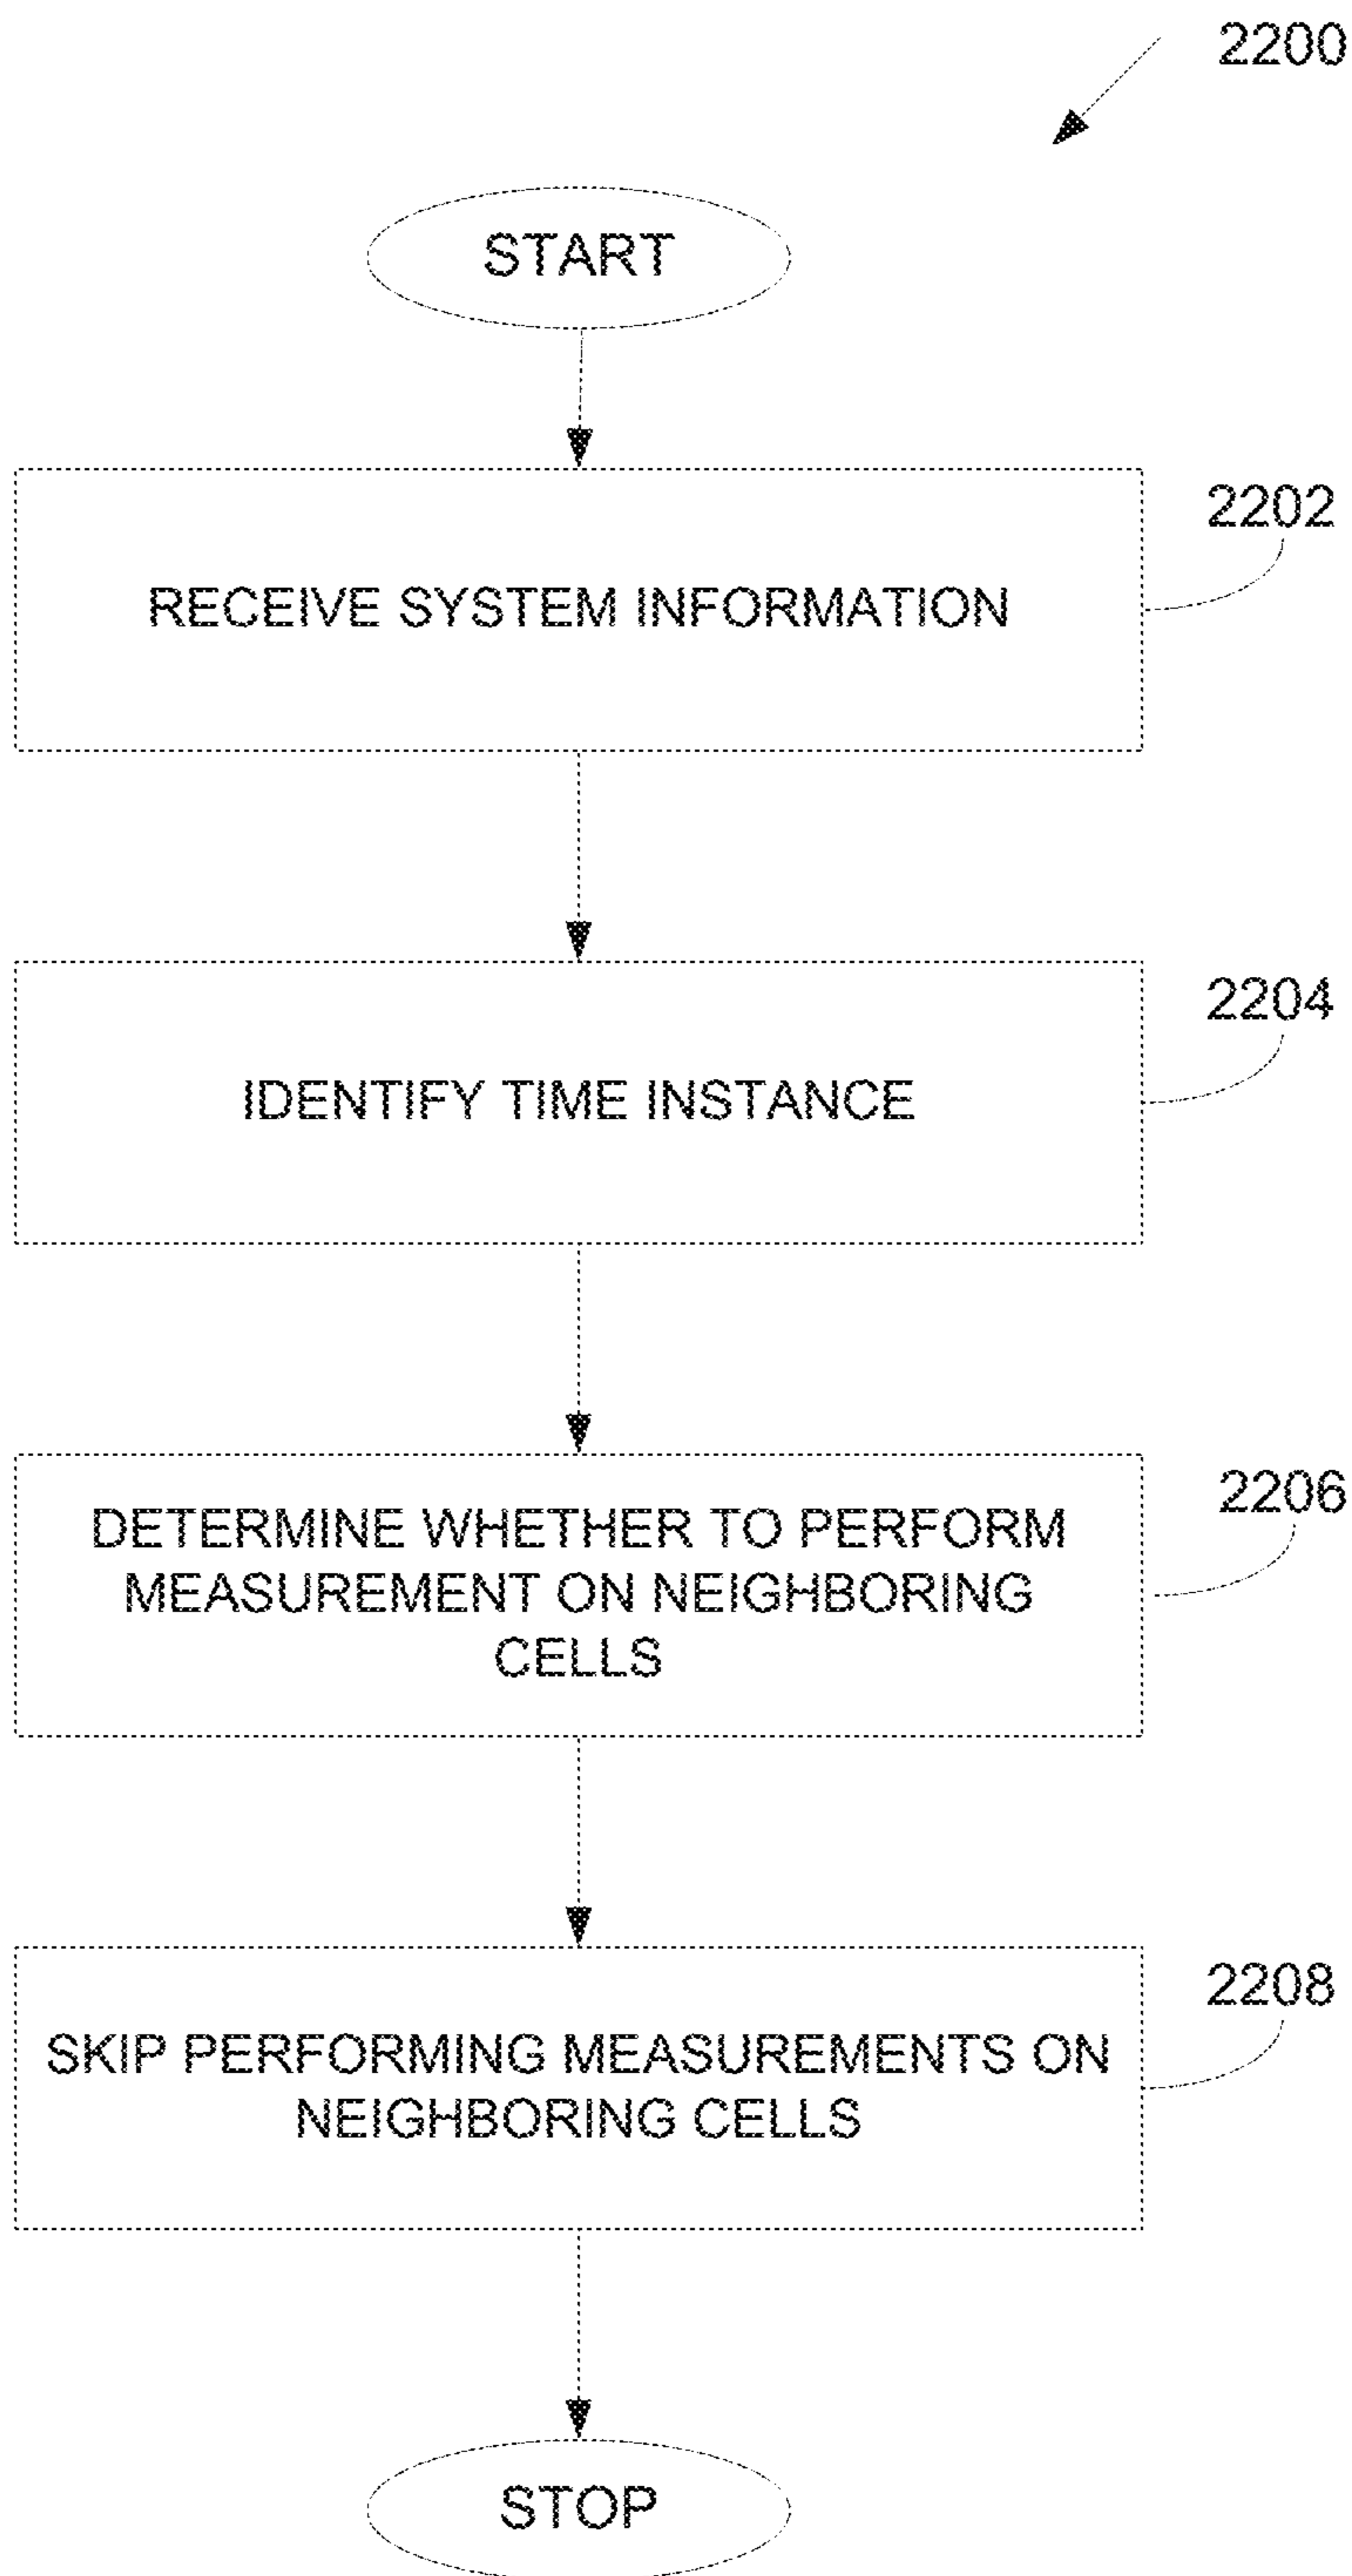 2200
START
2202
RECEIVE SYSTEM INFORMATION
2204
IDENTIFY TIME INSTANCE
2206
DETERMINE WHETHER TO PERFORM
MEASUREMENT ON NEIGHBORING
CELLS
2208
SKIP PERFORMING MEASUREMENTS ON
NEIGHBORING CELLS
STOP